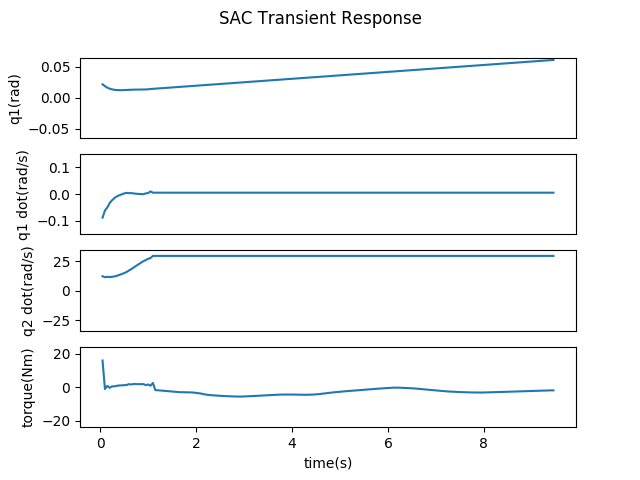 SAC Transient Response
q1(rad)
0.05
0.00
−0.05
q1 dot(rad/s)
0.1
0.0
−0.1
q2 dot(rad/s)
25
0
−25
torque(Nm)
20
0
−20
0 2 4 6 8
time(s)